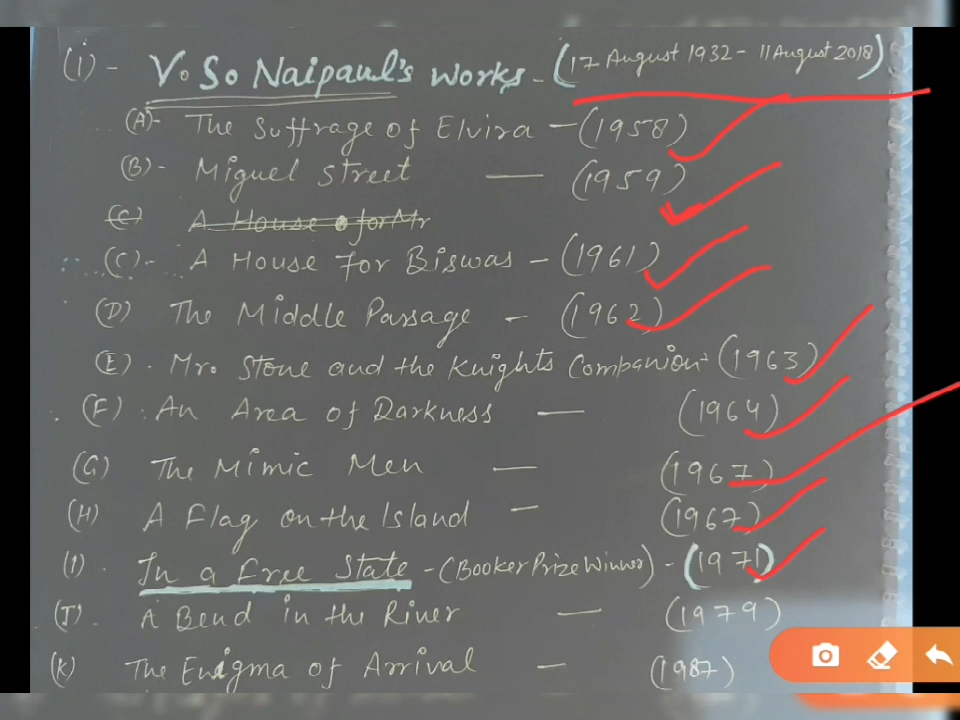 (i)- V.So Naipaul's Works - (17 August 1932 - 11 August 2018)
(A)- The Suffrage of Elvira - (1958)
(B)- Miguel Street — (1959)
(C) A House o for Mr
(C)- A House For Biswas - (1961)
(D) The Middle Passage - (1962)
(E). Mro Stone and the Knights Companion- (1963)
(F). An Area of Darkness — (1964)
(G) The Mimic Men — (1967)
(H) A Flag on the Island - (1967)
(I). In a Free State - (Booker Prize Winner) - (1971)
(J). A Bend in the River — (1979)
(K) The Enigma of Arrival - (1987)